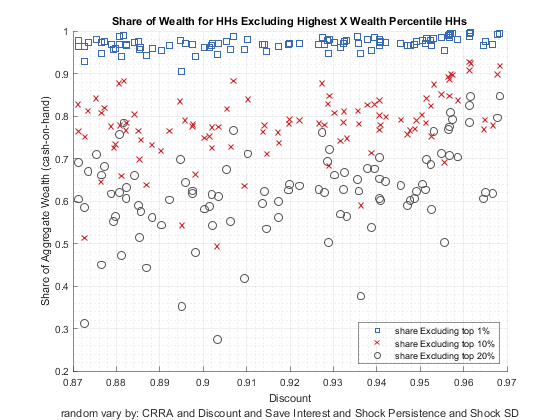 Share of Wealth for HHs Excluding Highest X Wealth Percentile HHs
Share of Aggregate Wealth (cash-on-hand)
1
0.9
0.8
0.7
0.6
0.5
0.4
0.3
0.2
0.87 0.88 0.89 0.9 0.91 0.92 0.93 0.94 0.95 0.96 0.97
share Excluding top 1%
share Excluding top 10%
share Excluding top 20%
Discount
random vary by: CRRA and Discount and Save Interest and Shock Persistence and Shock SD